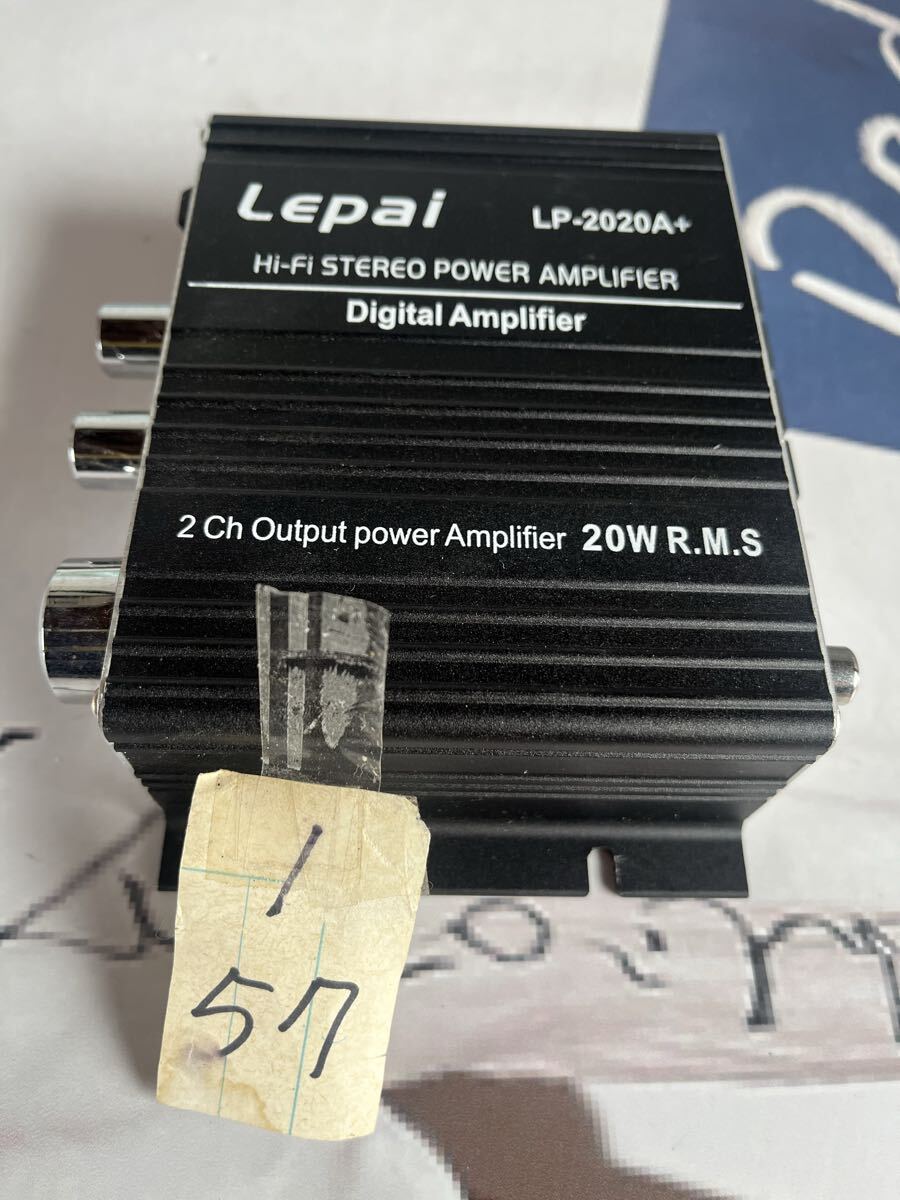 Lepai LP-2020A+
Hi-Fi STEREO POWER AMPLIFIER
Digital Amplifier
2 Ch Output power Amplifier 20W R.M.S
1
57